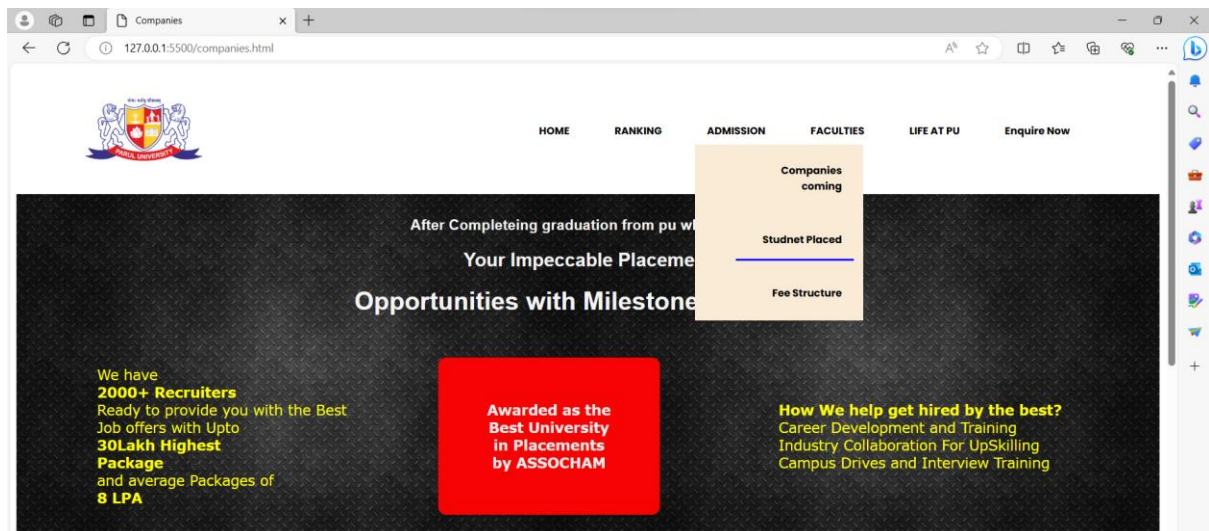 Companies
127.0.0.1:5500/companies.html
PARUL UNIVERSITY
HOME RANKING ADMISSION FACULTIES LIFE AT PU Enquire Now
Companies
coming
Studnet Placed
Fee Structure
After Completeing graduation from pu
Your Impeccable Placeme
Opportunities with Milestone
We have
2000+ Recruiters
Ready to provide you with the Best
Job offers with Upto
30Lakh Highest
Package
and average Packages of
8 LPA
Awarded as the
Best University
in Placements
by ASSOCHAM
How We help get hired by the best?
Career Development and Training
Industry Collaboration For UpSkilling
Campus Drives and Interview Training